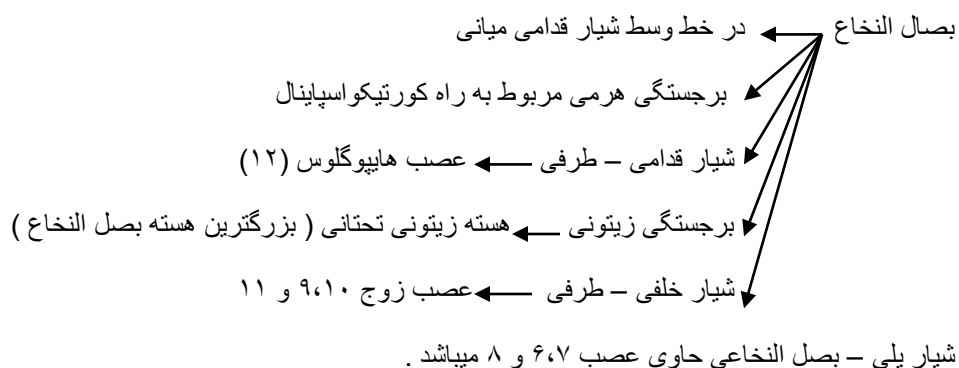 بصال النخاع در خط وسط شیار قدامی میانی
برجستگی هرمی مربوط به راه کورتیکواسپاینال
شیار قدامی – طرفی عصب هایپوگلوس (۱۲)
برجستگی زیتونی هسته زیتونی تحتانی ( بزرگترین هسته بصل النخاع )
شیار خلفی – طرفی عصب زوج ۹،۱۰ و ۱۱
شیار پلی – بصل النخاعی حاوی عصب ۶،۷ و ۸ میباشد .